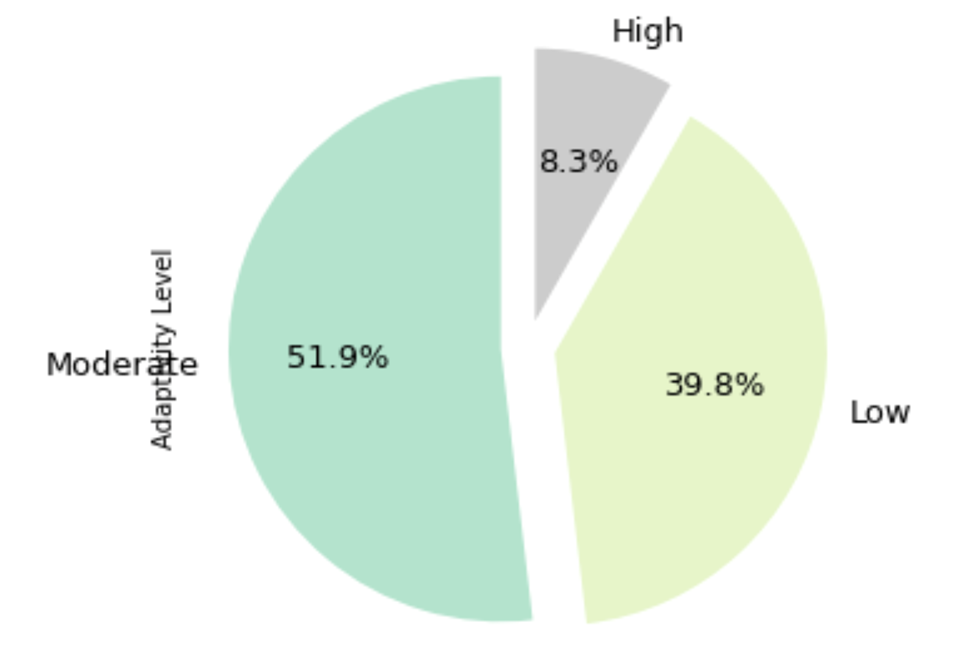 High
8.3%
Adaptivity Level
Moderate
51.9%
39.8%
Low